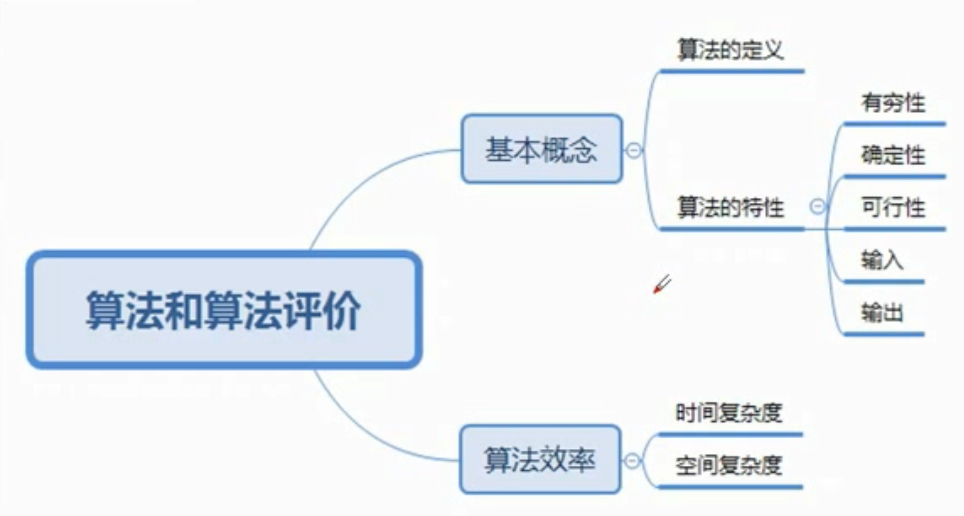 算法和算法评价
基本概念
算法的定义
算法的特性
有穷性
确定性
可行性
输入
输出
算法效率
时间复杂度
空间复杂度